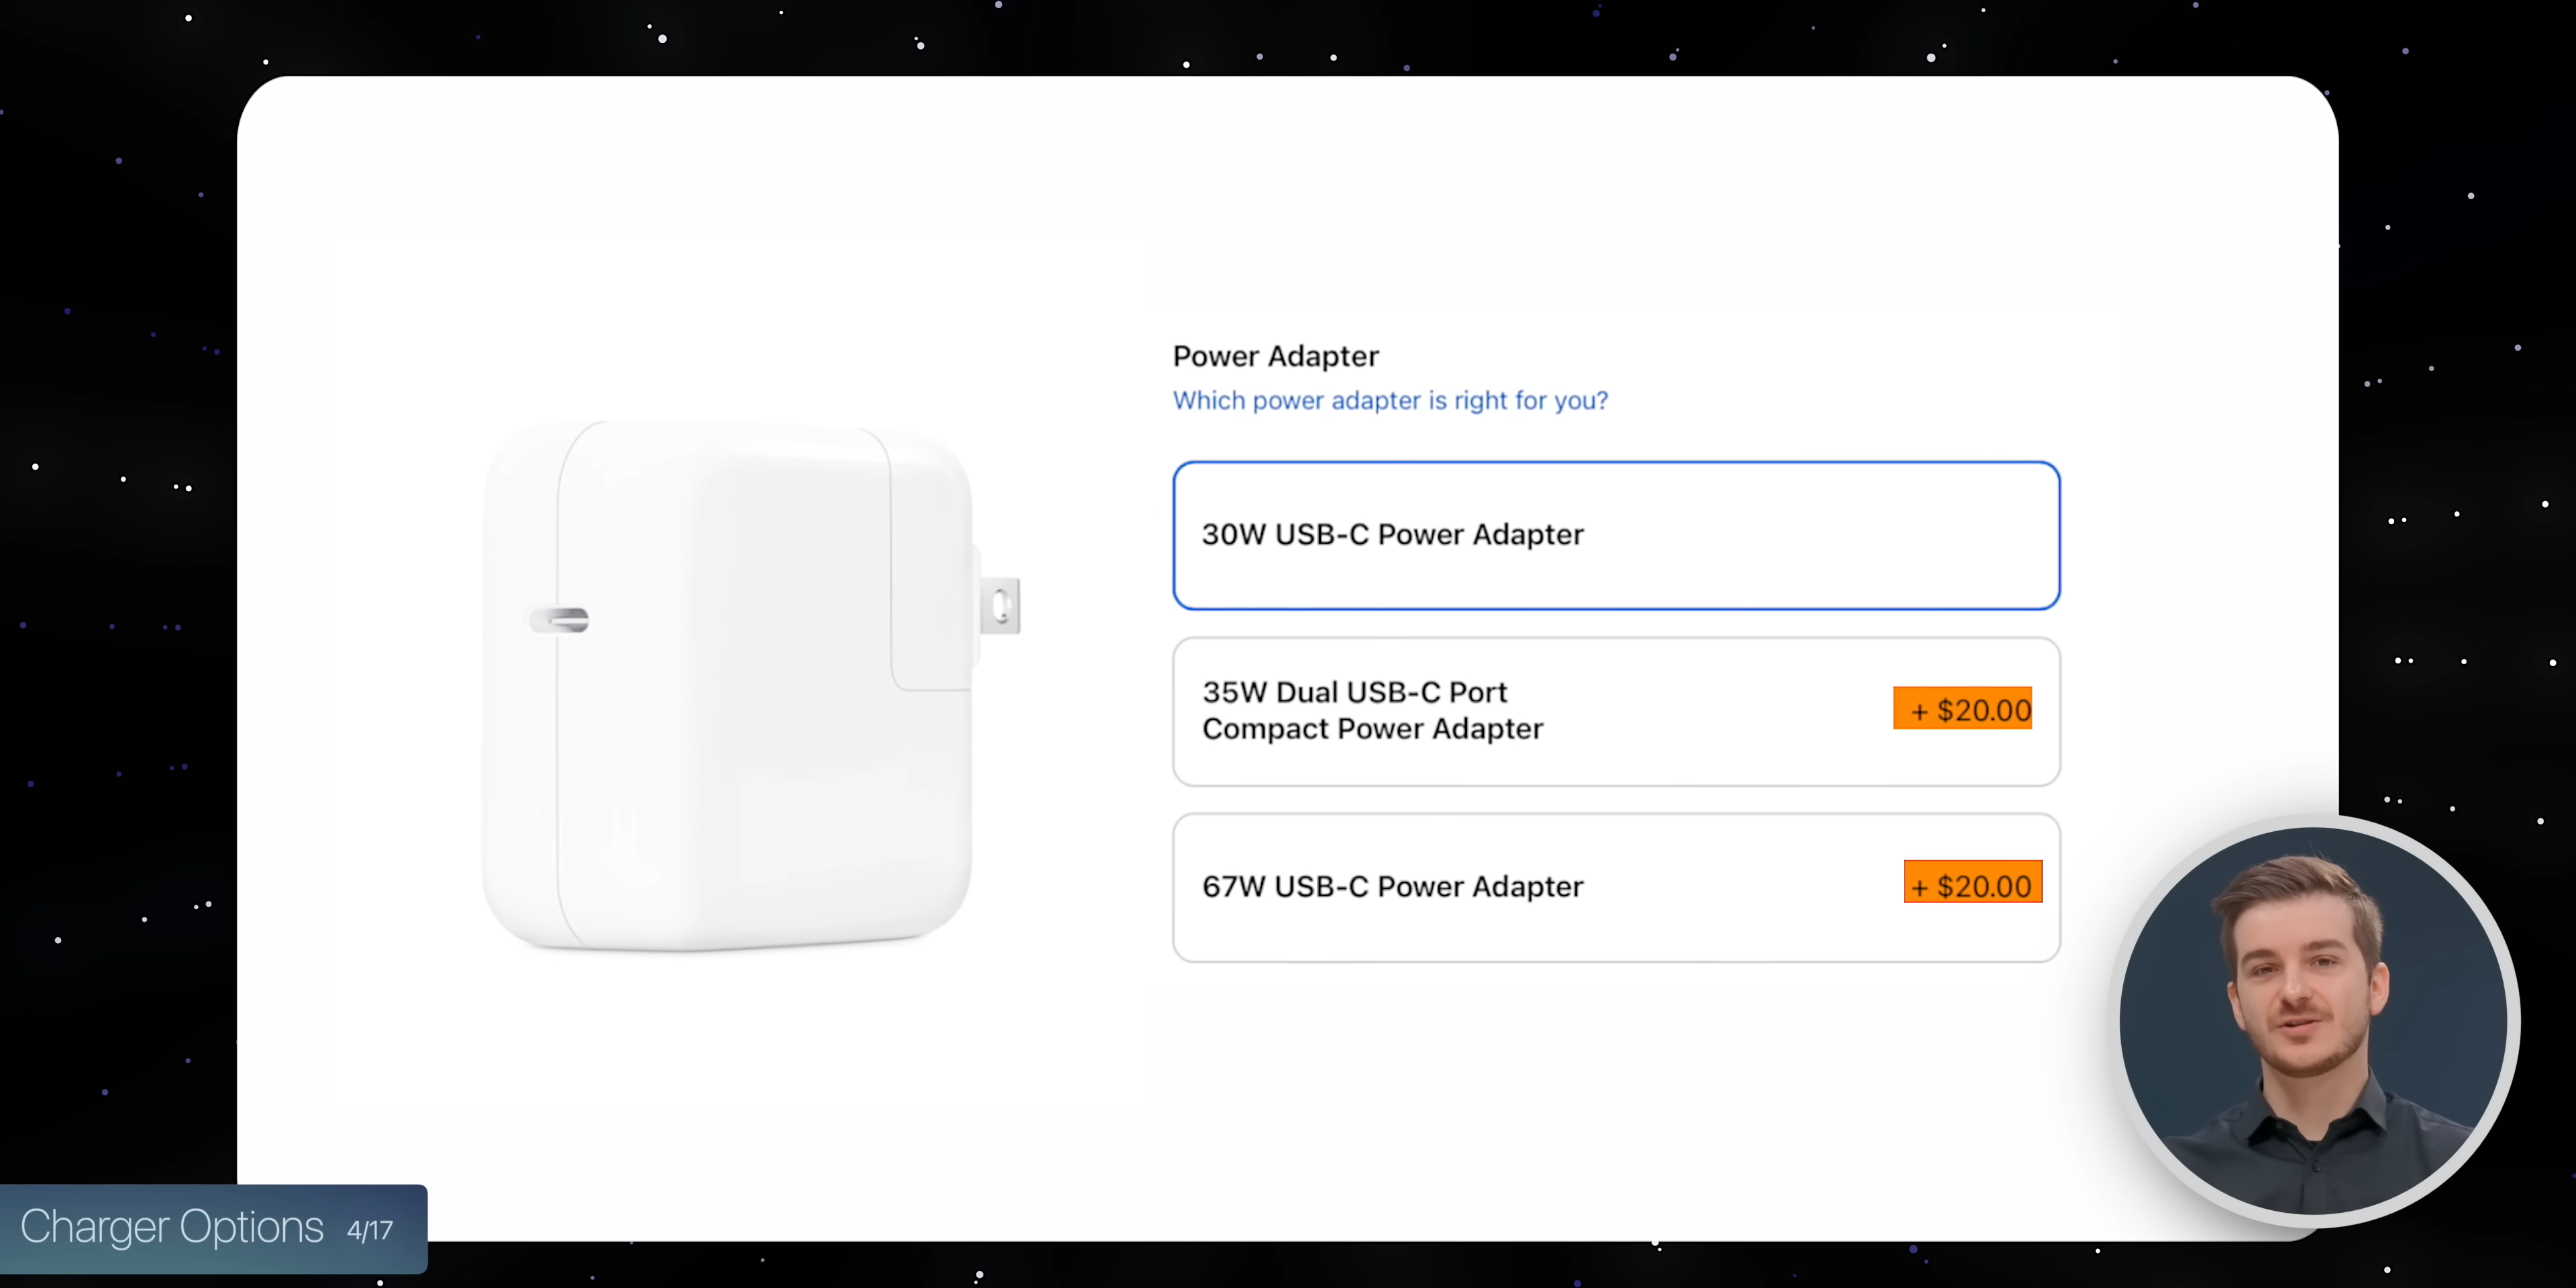 Power Adapter
Which power adapter is right for you?
30W USB-C Power Adapter
35W Dual USB-C Port
Compact Power Adapter
+ $20.00
67W USB-C Power Adapter
+ $20.00
Charger Options 4/17